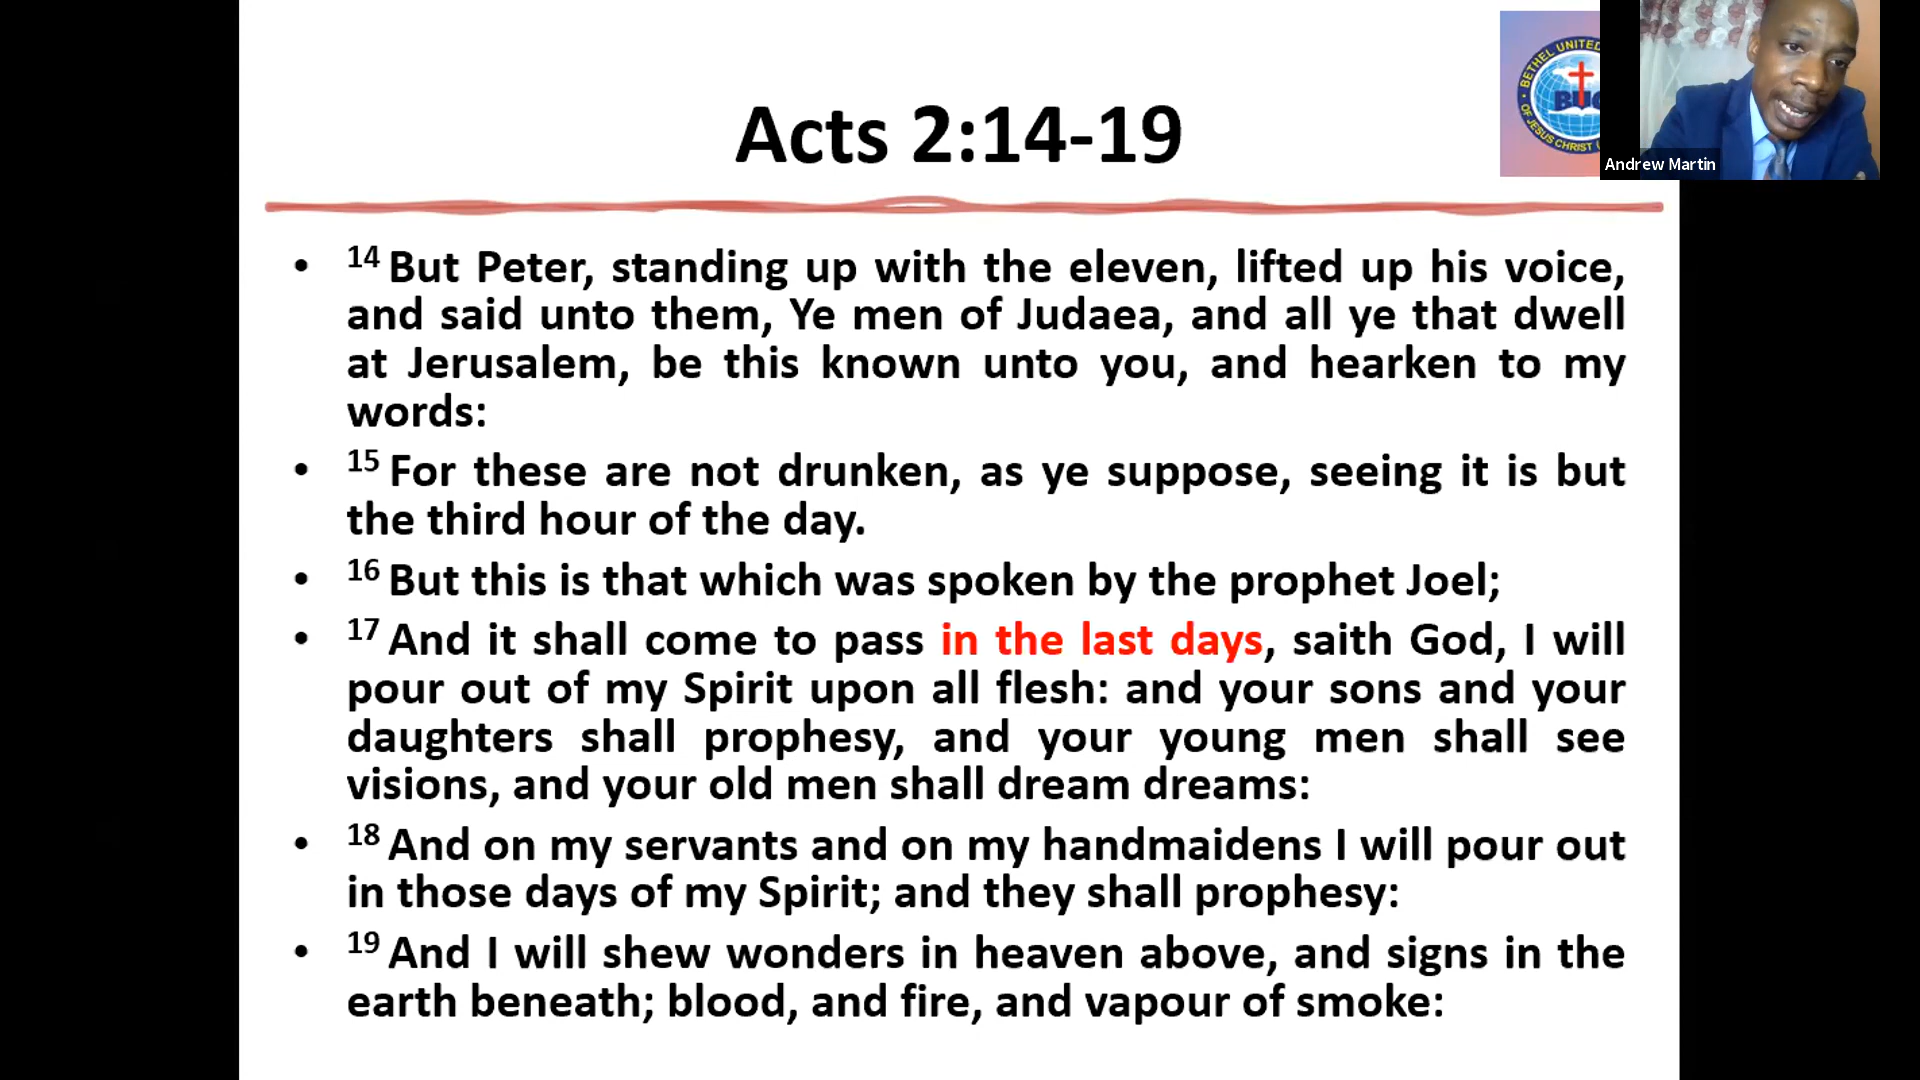 Acts 2:14-19
BETHEL UNITED
BUC
OF JESUS CHRIST
Andrew Martin
• 14 But Peter, standing up with the eleven, lifted up his voice,
and said unto them, Ye men of Judaea, and all ye that dwell
at Jerusalem, be this known unto you, and hearken to my
words:
• 15 For these are not drunken, as ye suppose, seeing it is but
the third hour of the day.
• 16 But this is that which was spoken by the prophet Joel;
• 17 And it shall come to pass in the last days, saith God, I will
pour out of my Spirit upon all flesh: and your sons and your
daughters shall prophesy, and your young men shall see
visions, and your old men shall dream dreams:
• 18 And on my servants and on my handmaidens I will pour out
in those days of my Spirit; and they shall prophesy:
• 19 And I will shew wonders in heaven above, and signs in the
earth beneath; blood, and fire, and vapour of smoke: